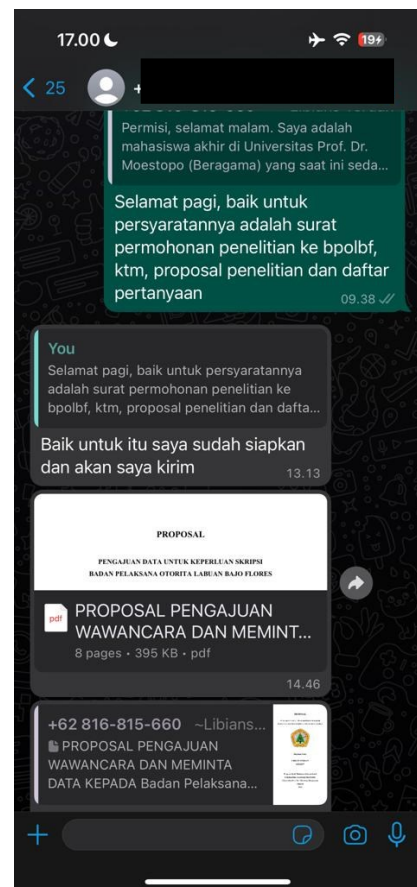 17.00
19
25
+
Permisi, selamat malam. Saya adalah
mahasiswa akhir di Universitas Prof. Dr.
Moestopo (Beragama) yang saat ini seda...
Selamat pagi, baik untuk
persyaratannya adalah surat
permohonan penelitian ke bpolbf,
ktm, proposal penelitian dan daftar
pertanyaan
09.38
You
Selamat pagi, baik untuk persyaratannya
adalah surat permohonan penelitian ke
bpolbf, ktm, proposal penelitian dan dafta...
Baik untuk itu saya sudah siapkan
dan akan saya kirim
13.13
PROPOSAL
PENGAJUAN DATA UNTUK KEPERLUAN SKRIPSI
BADAN PELAKSANA OTORITA LABUAN BAJO FLORES
pdf
PROPOSAL PENGAJUAN
WAWANCARA DAN MEMINT...
8 pages • 395 KB • pdf
14.46
+62 816-815-660 ~Libians...
PROPOSAL PENGAJUAN
WAWANCARA DAN MEMINTA
DATA KEPADA Badan Pelaksana...